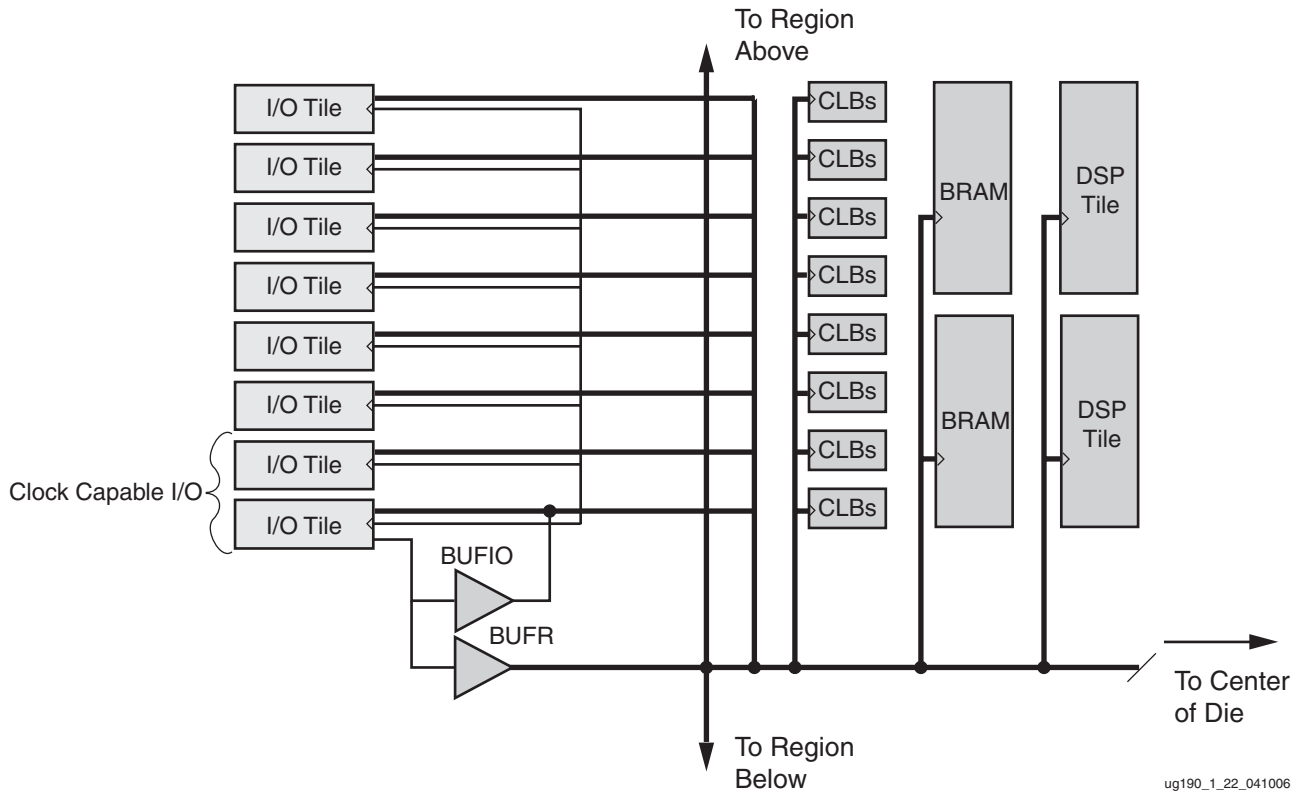 To Region
Above
I/O Tile
I/O Tile
I/O Tile
I/O Tile
I/O Tile
I/O Tile
I/O Tile
I/O Tile
Clock Capable I/O
CLBs
CLBs
CLBs
CLBs
CLBs
CLBs
CLBs
CLBs
BRAM
BRAM
DSP
Tile
DSP
Tile
BUFIO
BUFR
To Center
of Die
To Region
Below
ug190_1_22_041006